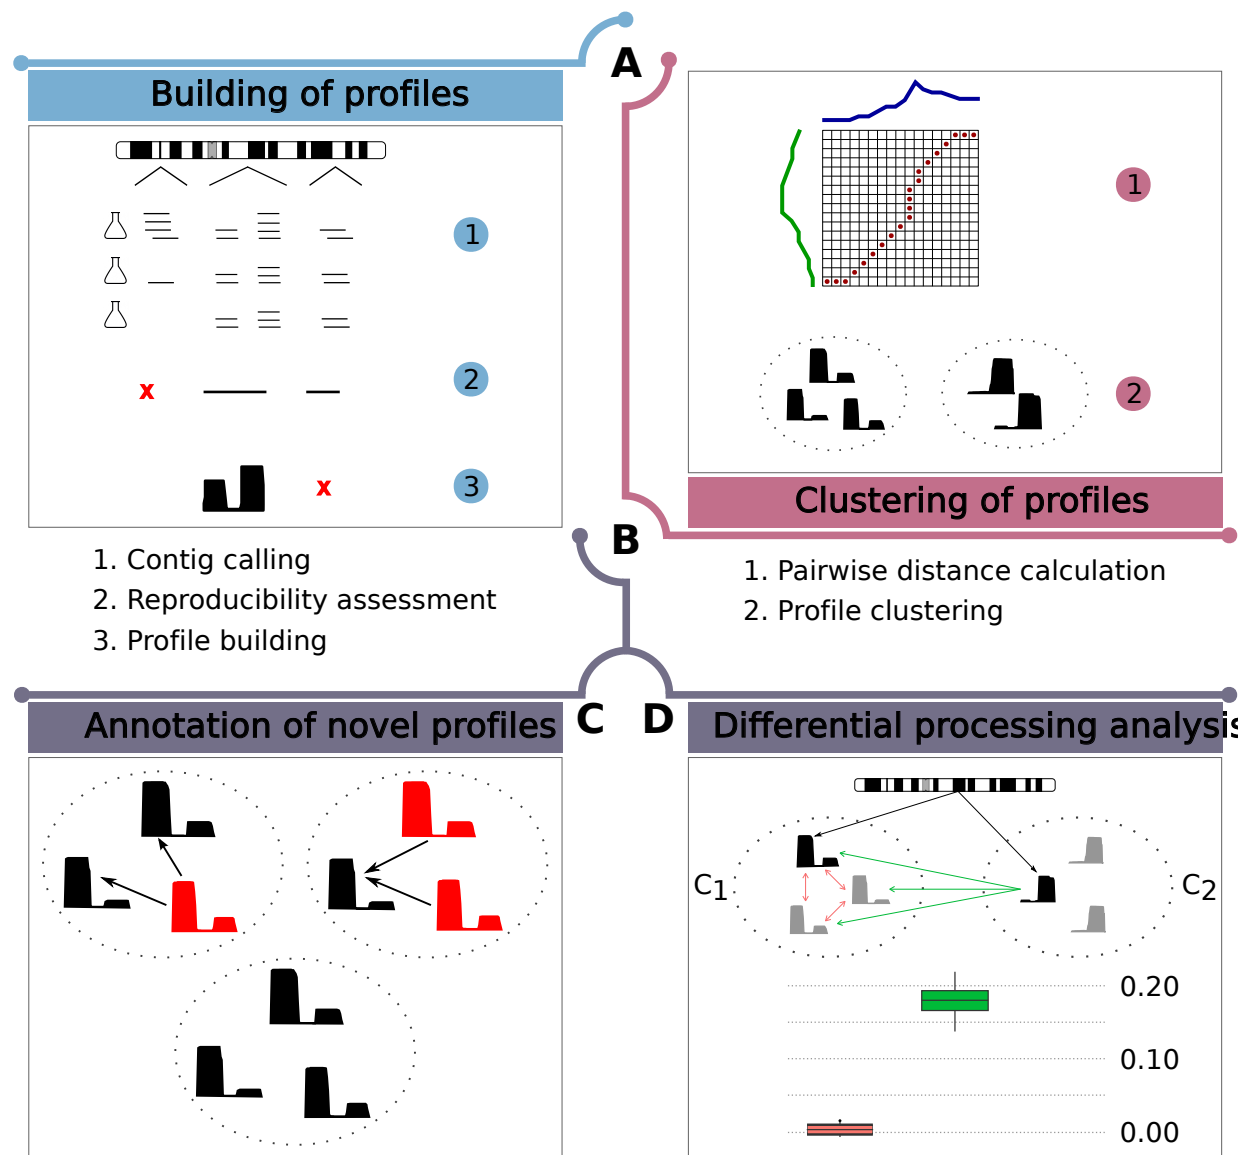 A
Building of profiles
1
2
x
3
x
1. Contig calling
2. Reproducibility assessment
3. Profile building
1
2
Clustering of profiles
B
1. Pairwise distance calculation
2. Profile clustering
Annotation of novel profiles
C
D
Differential processing analysis
C1
C2
0.20
0.10
0.00